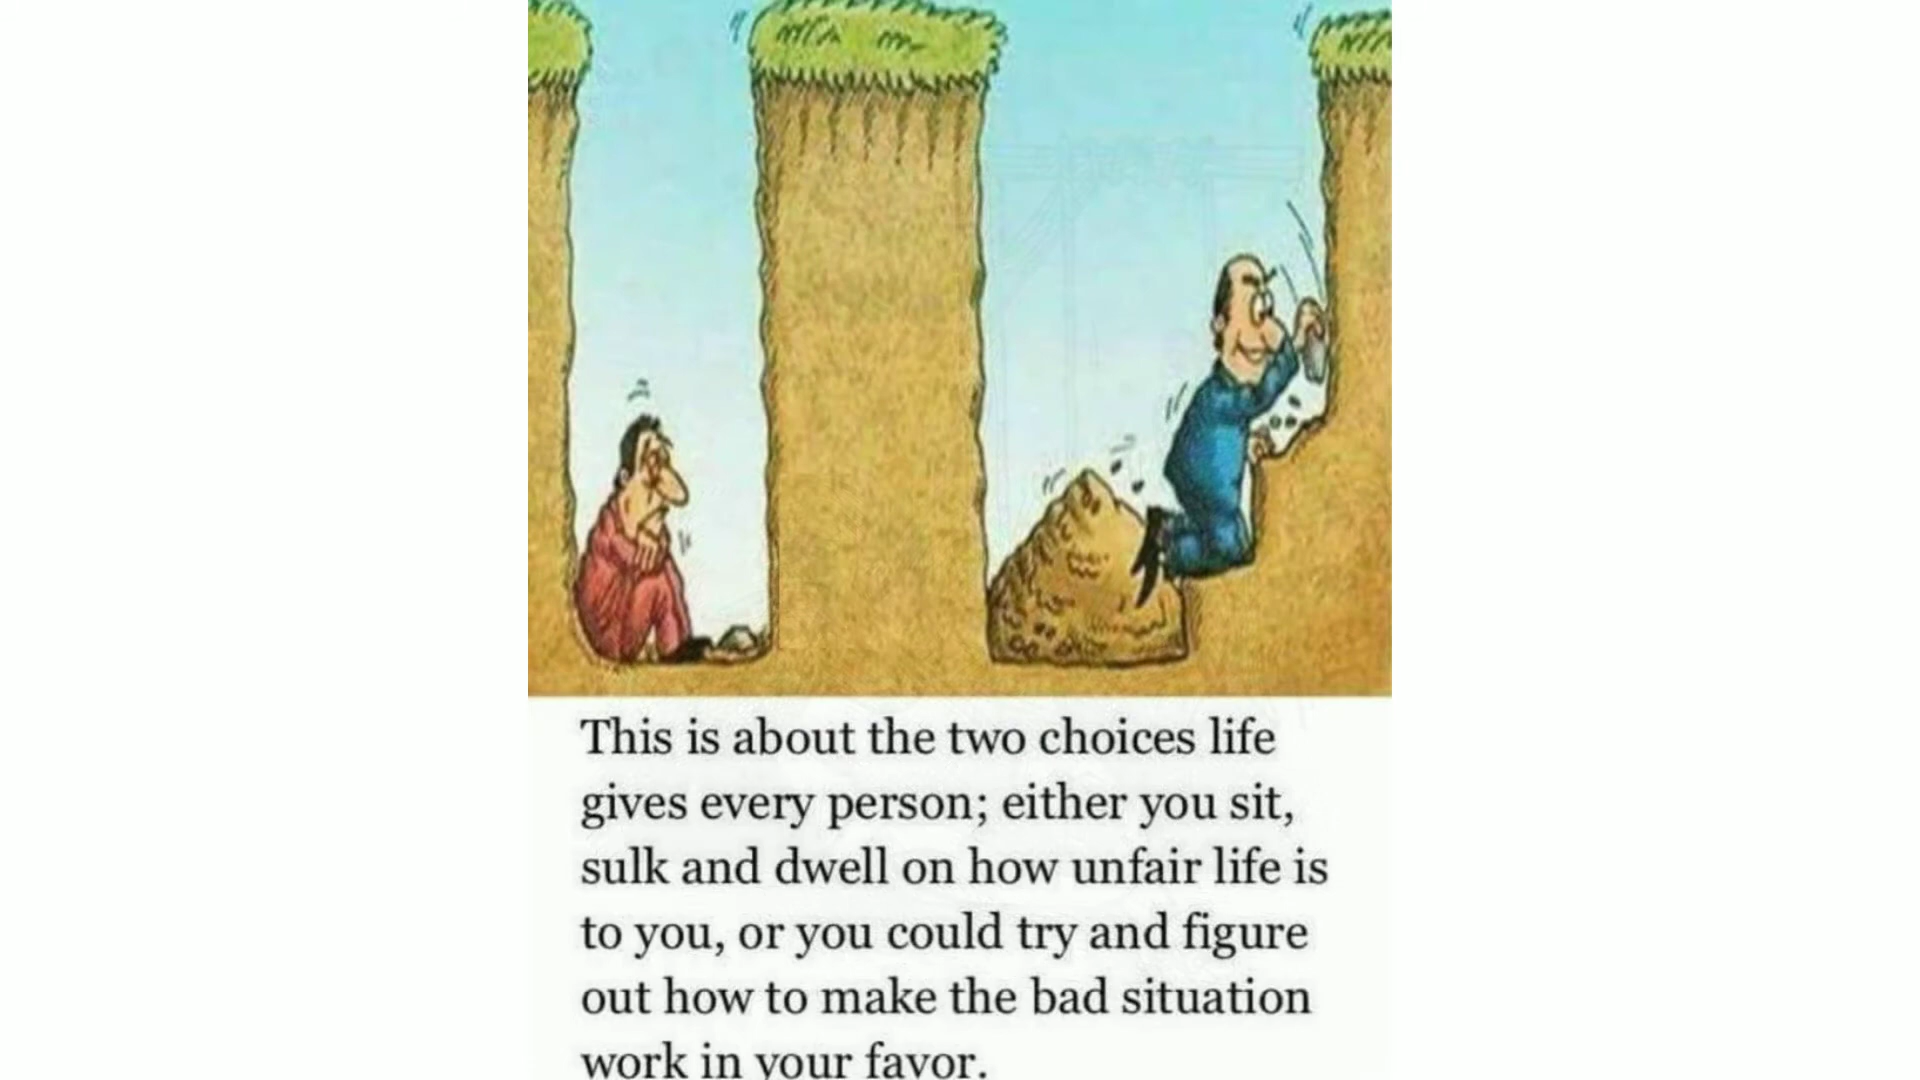 This is about the two choices life
gives every person; either you sit,
sulk and dwell on how unfair life is
to you, or you could try and figure
out how to make the bad situation
work in your favor.